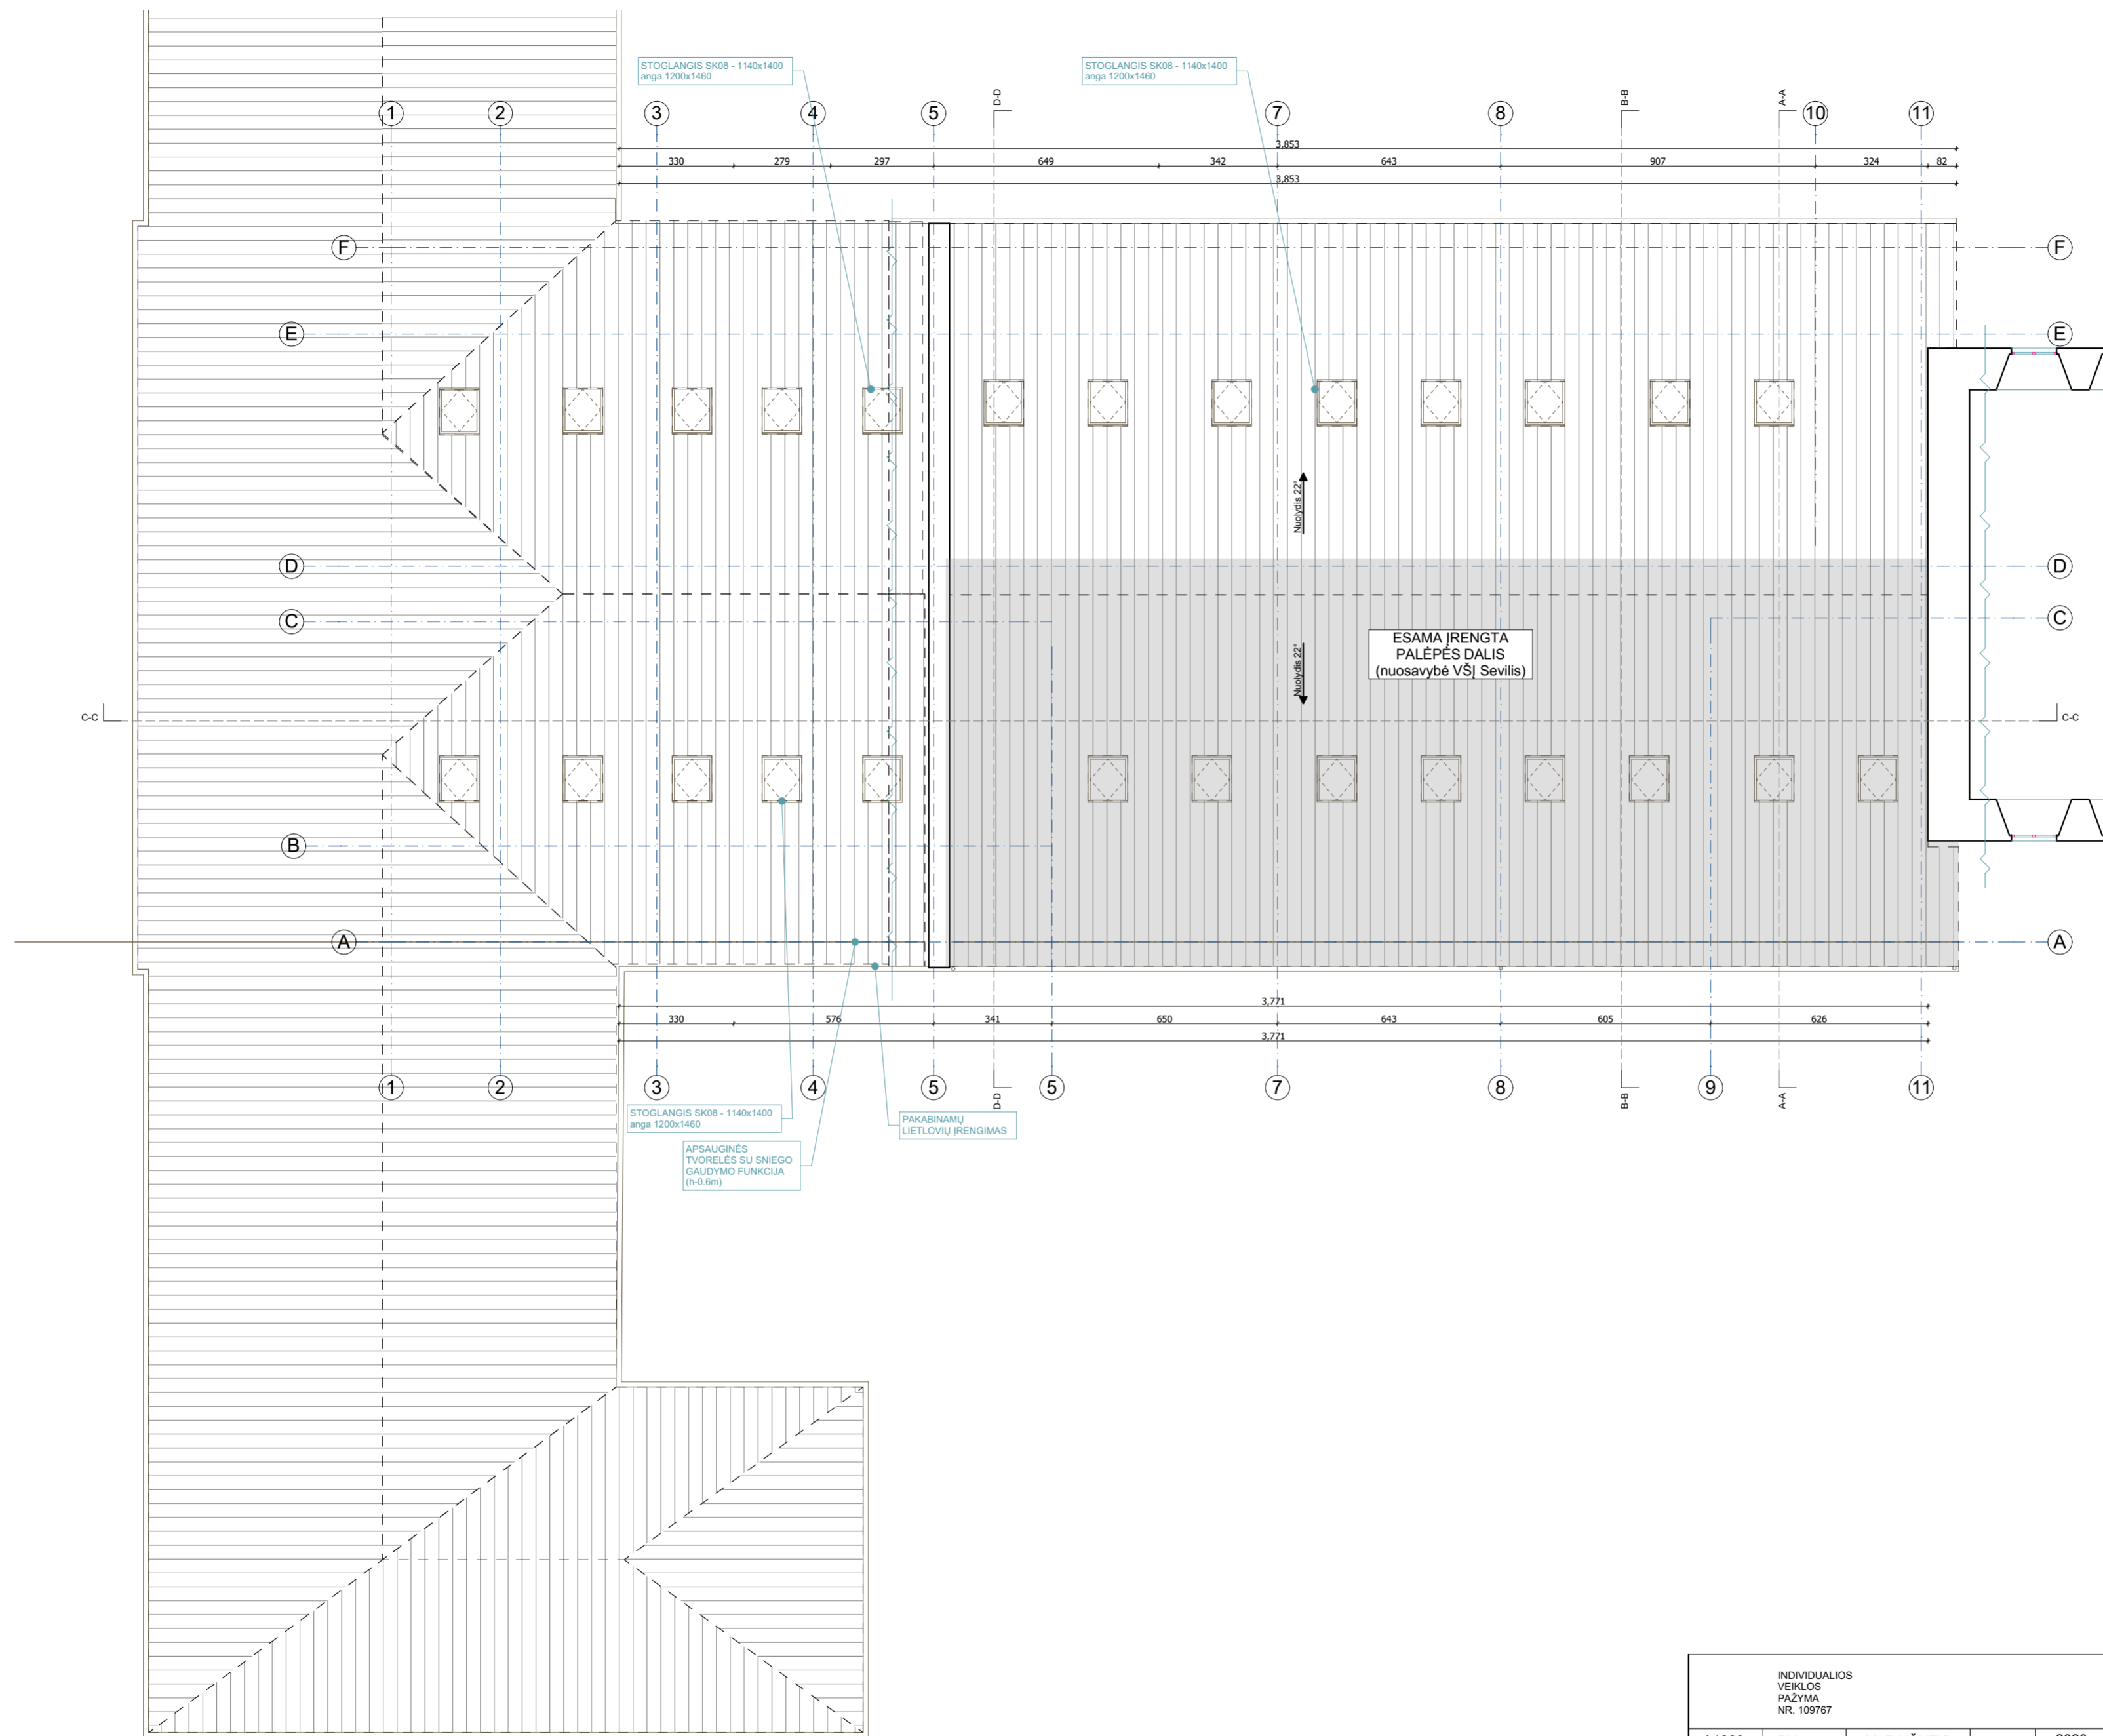 STOGLANGIS SK08 - 1140x1400
anga 1200x1460
STOGLANGIS SK08 - 1140x1400
anga 1200x1460
1
2
3
4
5
D-D
7
8
B-B
A-A
10
11
3,853
330
279
297
649
342
643
907
324
82
3,853
F
F
E
E
Nuolydis 22°
D
D
C
C
ESAMA ĮRENGTA
PALĖPĖS DALIS
(nuosavybė VŠĮ Sevilis)
Nuolydis 22°
C-C
C-C
B
A
A
3,771
330
576
341
650
643
605
626
3,771
1
2
3
4
5
D-D
5
7
8
B-B
9
A-A
11
STOGLANGIS SK08 - 1140x1400
anga 1200x1460
PAKABINAMŲ
LIETLOVIŲ ĮRENGIMAS
APSAUGINĖS
TVORELĖS SU SNIEGO
GAUDYMO FUNKCIJA
(h-0.6m)
INDIVIDUALIOS
VEIKLOS
PAŽYMA
NR. 109767